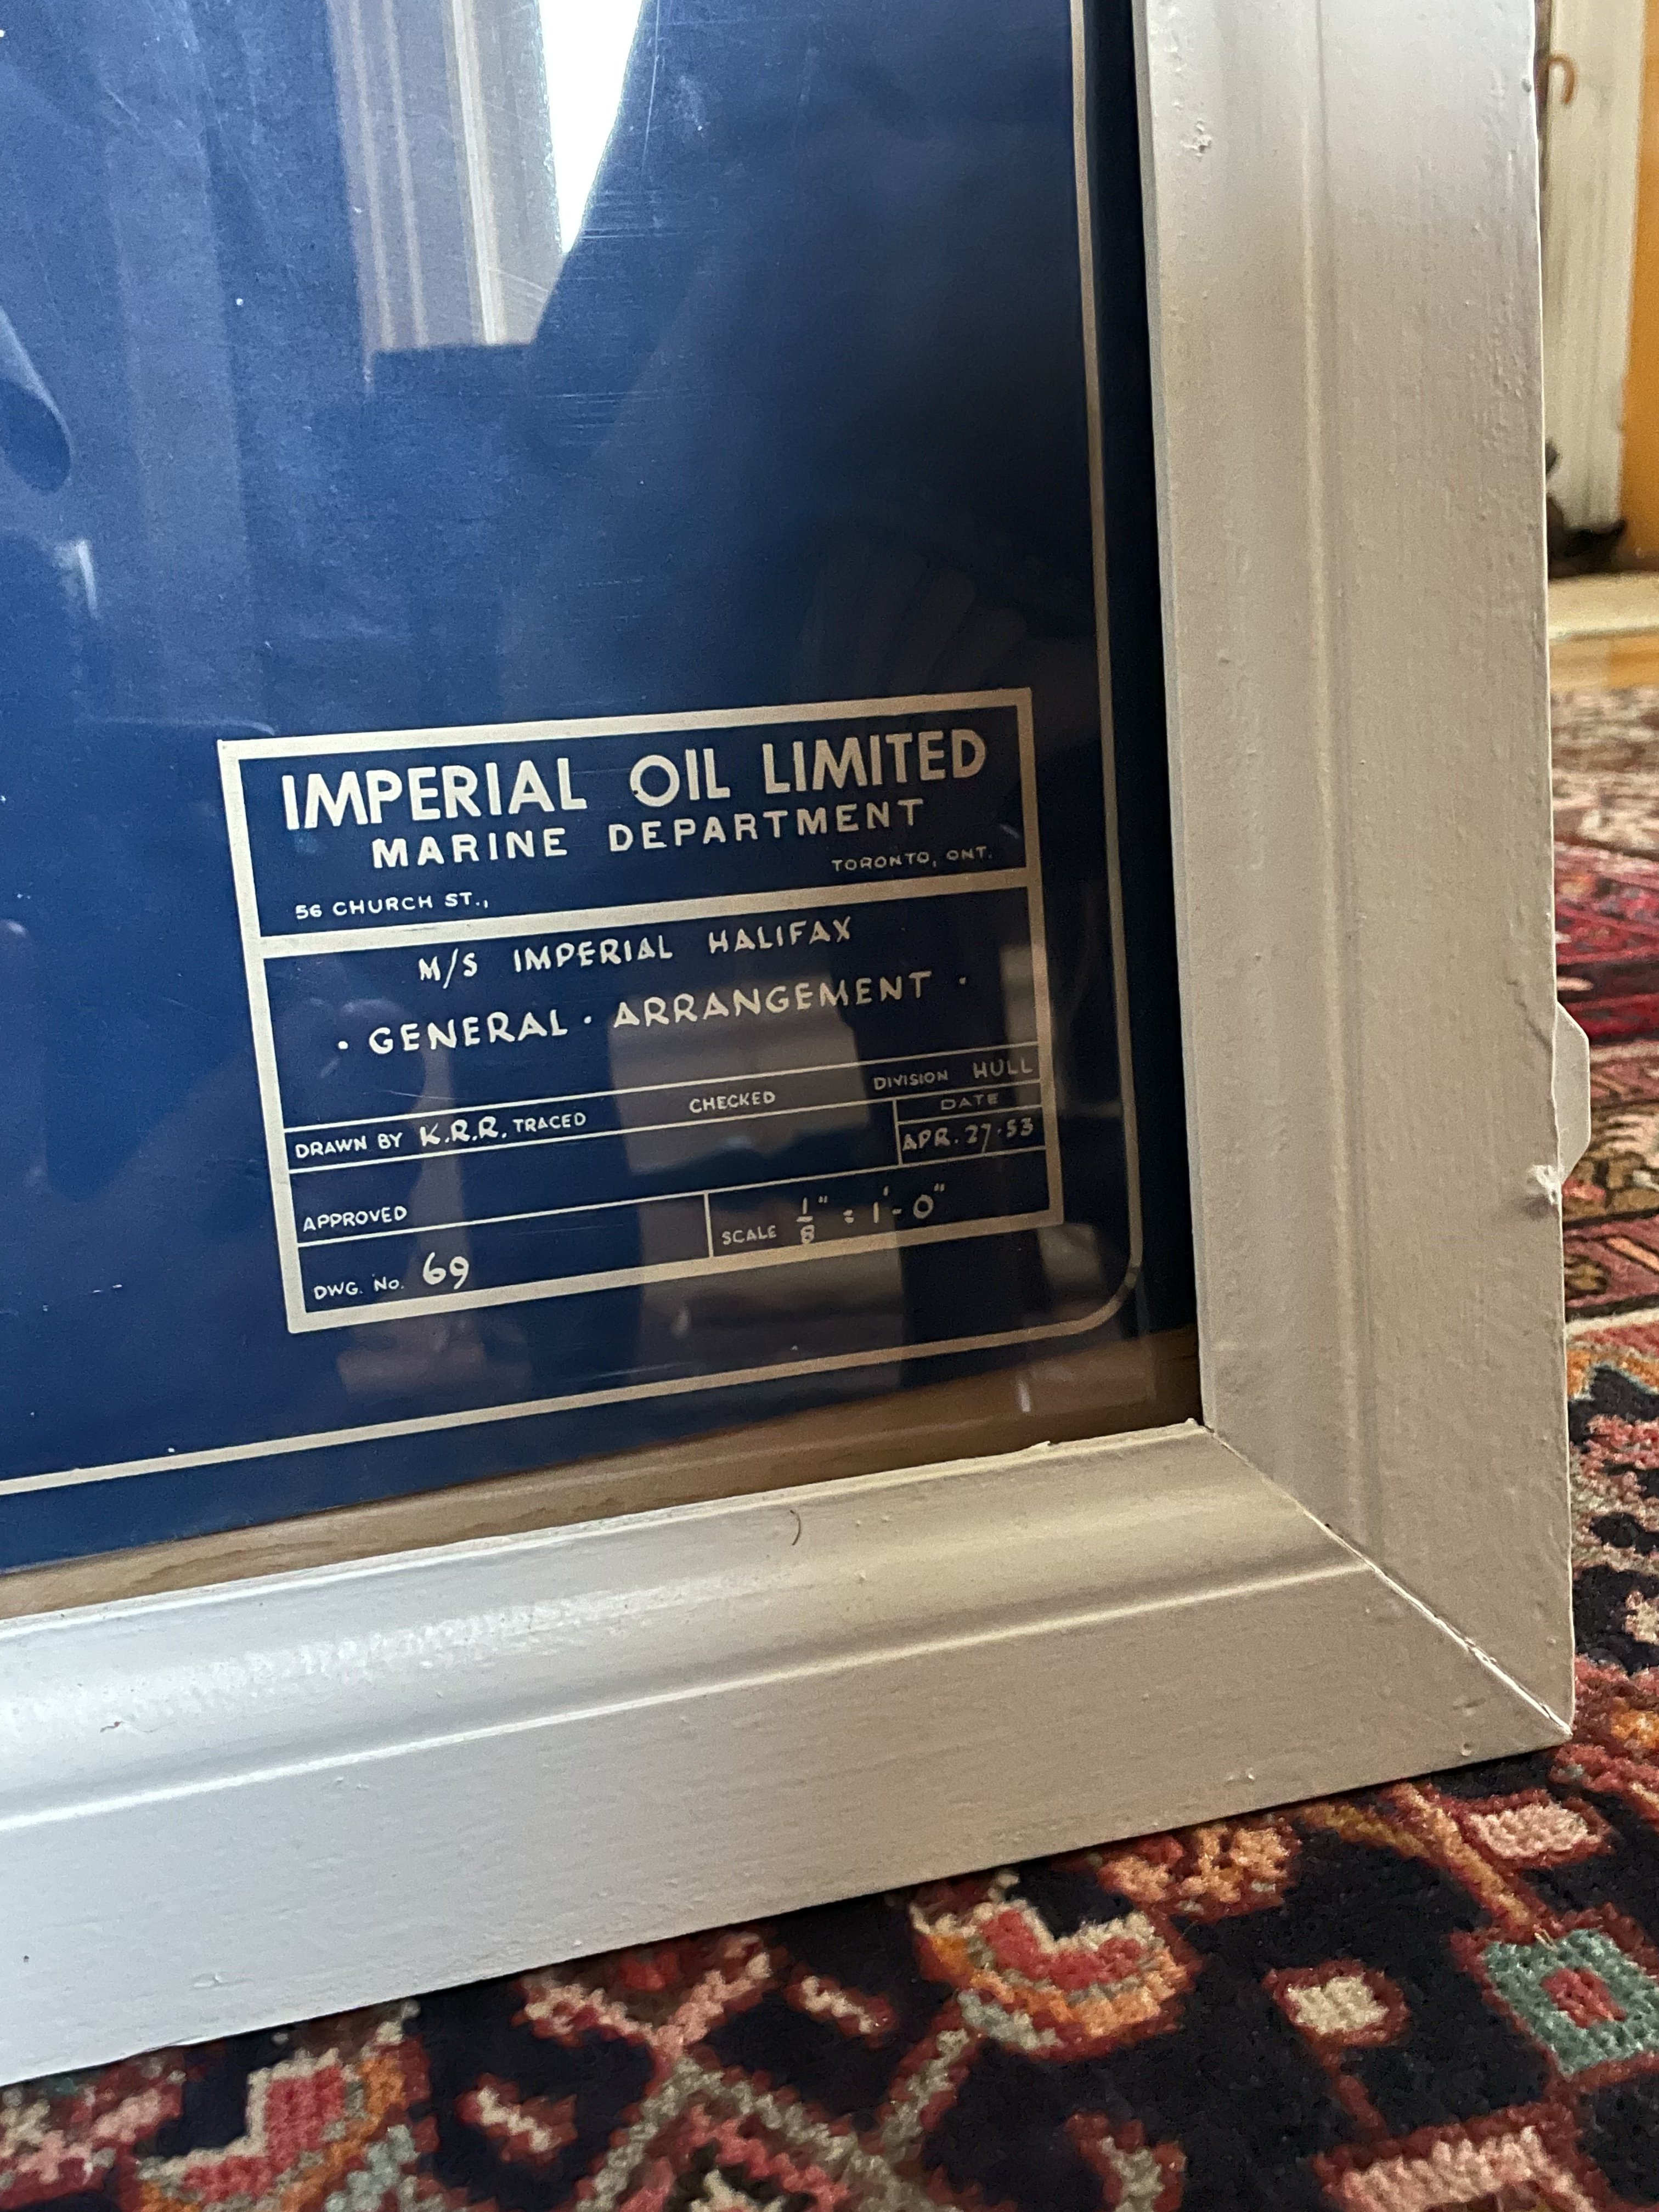 IMPERIAL OIL LIMITED
MARINE DEPARTMENT
56 CHURCH ST., TORONTO, ONT.
M/S IMPERIAL HALIFAX
· GENERAL · ARRANGEMENT ·
DRAWN BY K.R.R. TRACED CHECKED DIVISION HULL
DATE
APR. 27·53
APPROVED
DWG. No. 69 SCALE 1/8" = 1'-0"